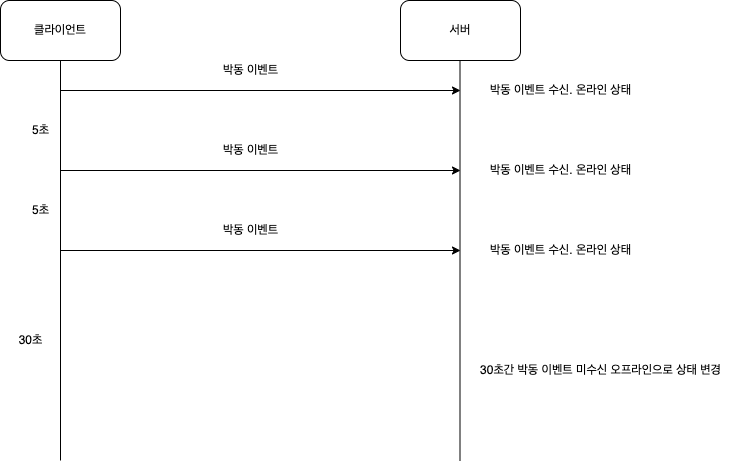 클라이언트
서버
박동 이벤트
박동 이벤트 수신. 온라인 상태
5초
박동 이벤트
박동 이벤트 수신. 온라인 상태
5초
박동 이벤트
박동 이벤트 수신. 온라인 상태
30초
30초간 박동 이벤트 미수신 오프라인으로 상태 변경